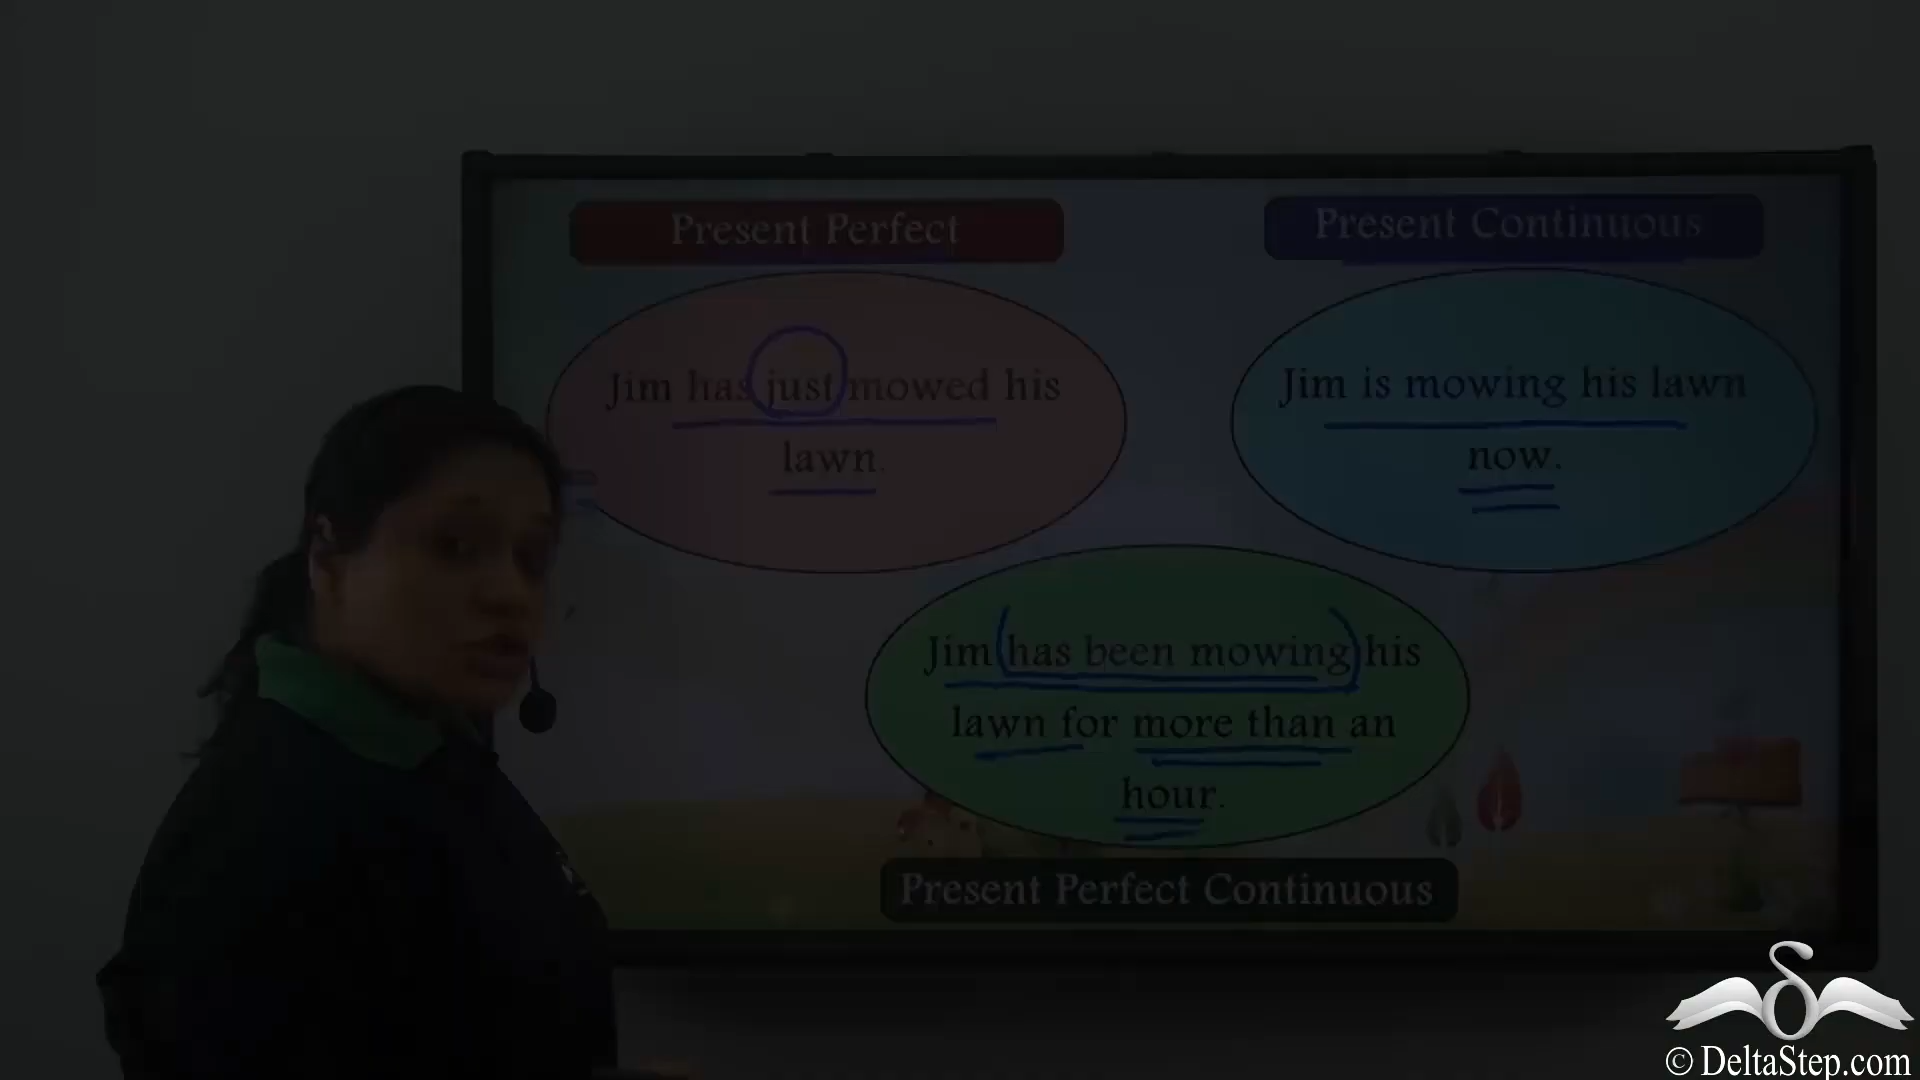 Present Perfect
Present Continuous
Jim has just mowed his
lawn.
Jim is mowing his lawn
now.
Jim has been mowing his
lawn for more than an
hour.
Present Perfect Continuous
© DeltaStep.com